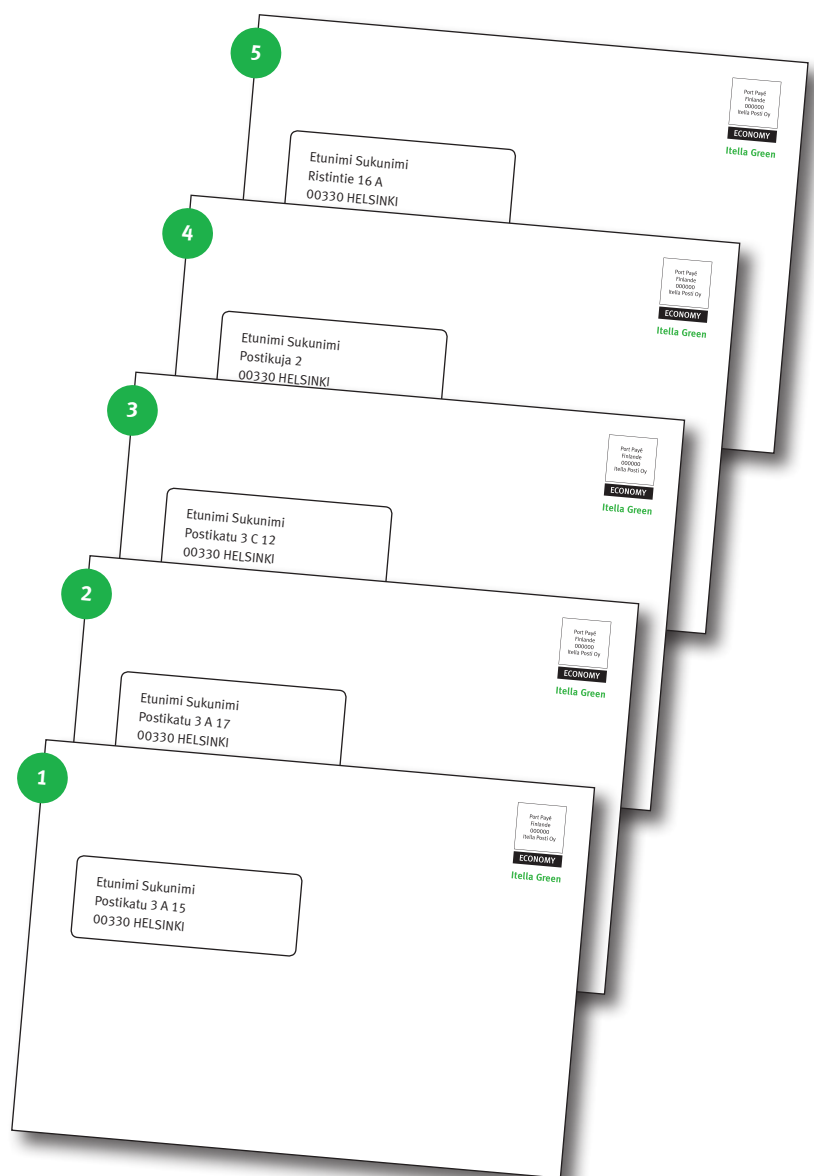 5
Port Payé
Finlande
000000
Itella Posti Oy
ECONOMY
Itella Green
Etunimi Sukunimi
Ristintie 16 A
00330 HELSINKI
4
Port Payé
Finlande
000000
Itella Posti Oy
ECONOMY
Itella Green
Etunimi Sukunimi
Postikuja 2
00330 HELSINKI
3
Port Payé
Finlande
000000
Itella Posti Oy
ECONOMY
Itella Green
Etunimi Sukunimi
Postikatu 3 C 12
00330 HELSINKI
2
Port Payé
Finlande
000000
Itella Posti Oy
ECONOMY
Itella Green
Etunimi Sukunimi
Postikatu 3 A 17
00330 HELSINKI
1
Port Payé
Finlande
000000
Itella Posti Oy
ECONOMY
Itella Green
Etunimi Sukunimi
Postikatu 3 A 15
00330 HELSINKI